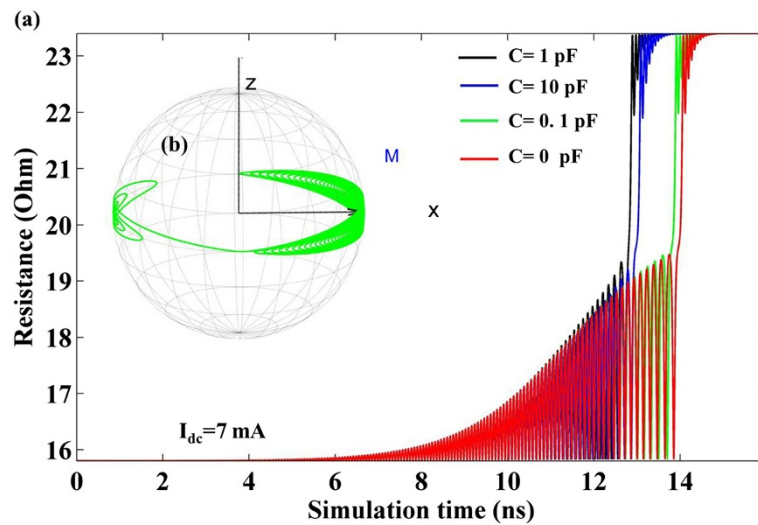 (a)
23
22
21
20
19
18
17
16
Resistance (Ohm)
Z
(b)
M
X
C= 1 pF
C= 10 pF
C= 0. 1 pF
C= 0 pF
I_dc=7 mA
0 2 4 6 8 10 12 14
Simulation time (ns)